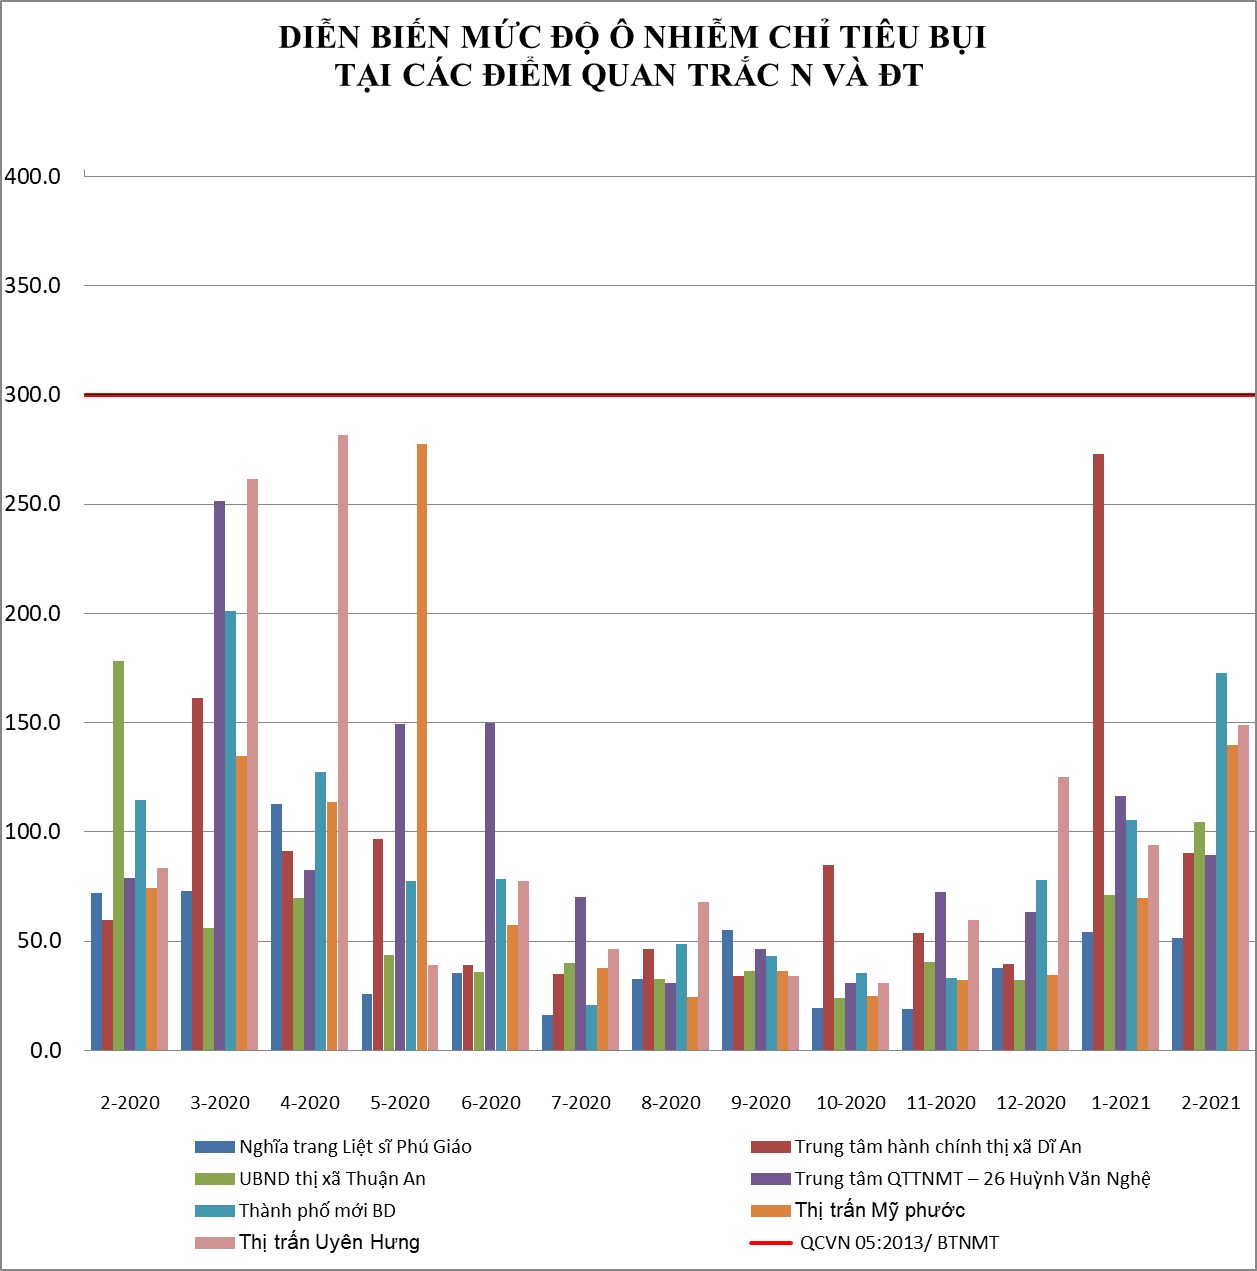 DIỄN BIẾN MỨC ĐỘ Ô NHIỄM CHỈ TIÊU BỤI
TẠI CÁC ĐIỂM QUAN TRẮC N VÀ ĐT
400.0
350.0
300.0
250.0
200.0
150.0
100.0
50.0
0.0
2-2020 3-2020 4-2020 5-2020 6-2020 7-2020 8-2020 9-2020 10-2020 11-2020 12-2020 1-2021 2-2021
Nghĩa trang Liệt sĩ Phú Giáo Trung tâm hành chính thị xã Dĩ An
UBND thị xã Thuận An Trung tâm QTTNMT – 26 Huỳnh Văn Nghệ
Thành phố mới BD Thị trấn Mỹ phước
Thị trấn Uyên Hưng QCVN 05:2013/ BTNMT